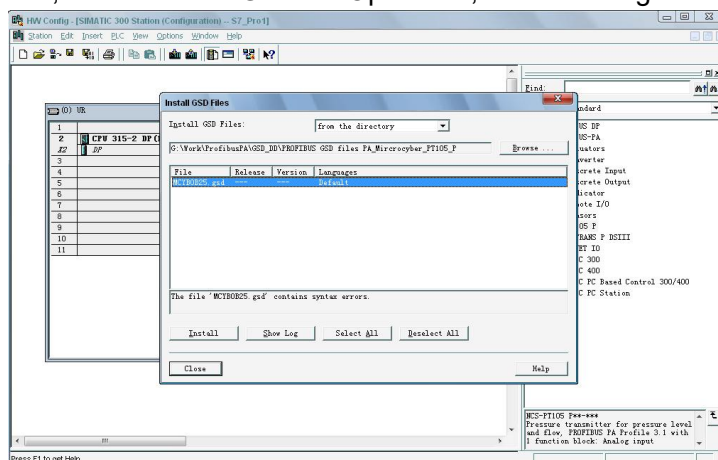 HW Config - [SIMATIC 300 Station (Configuration) -- S7_Pro1]
Station Edit Insert PLC View Options Window Help
Find:
(0) UR
1
2 CPU 315-2 DP(
X2 DP
3
4
5
6
7
8
9
10
11
Install GSD Files
Install GSD Files:
from the directory
G:\Work\ProfibusPA\GSD_DD\PROFIBUS GSD files PA_Mircrocyber_PT105_P
Browse ...
File Release Version Languages
MCYB0B25.gsd --- --- Default
The file 'MCYB0B25.gsd' contains syntax errors.
Install
Show Log
Select All
Deselect All
Close
Help
ndard
US DP
US-PA
uators
nverter
screte Input
screte Output
dicator
mote I/O
nsors
05 P
TRANS P DSIII
ET IO
C 300
C 400
C PC Based Control 300/400
C PC Station
NCS-PT105 P**-***
Pressure transmitter for pressure level
and flow, PROFIBUS PA Profile 3.1 with
1 function block: Analog input
Press F1 to get Help